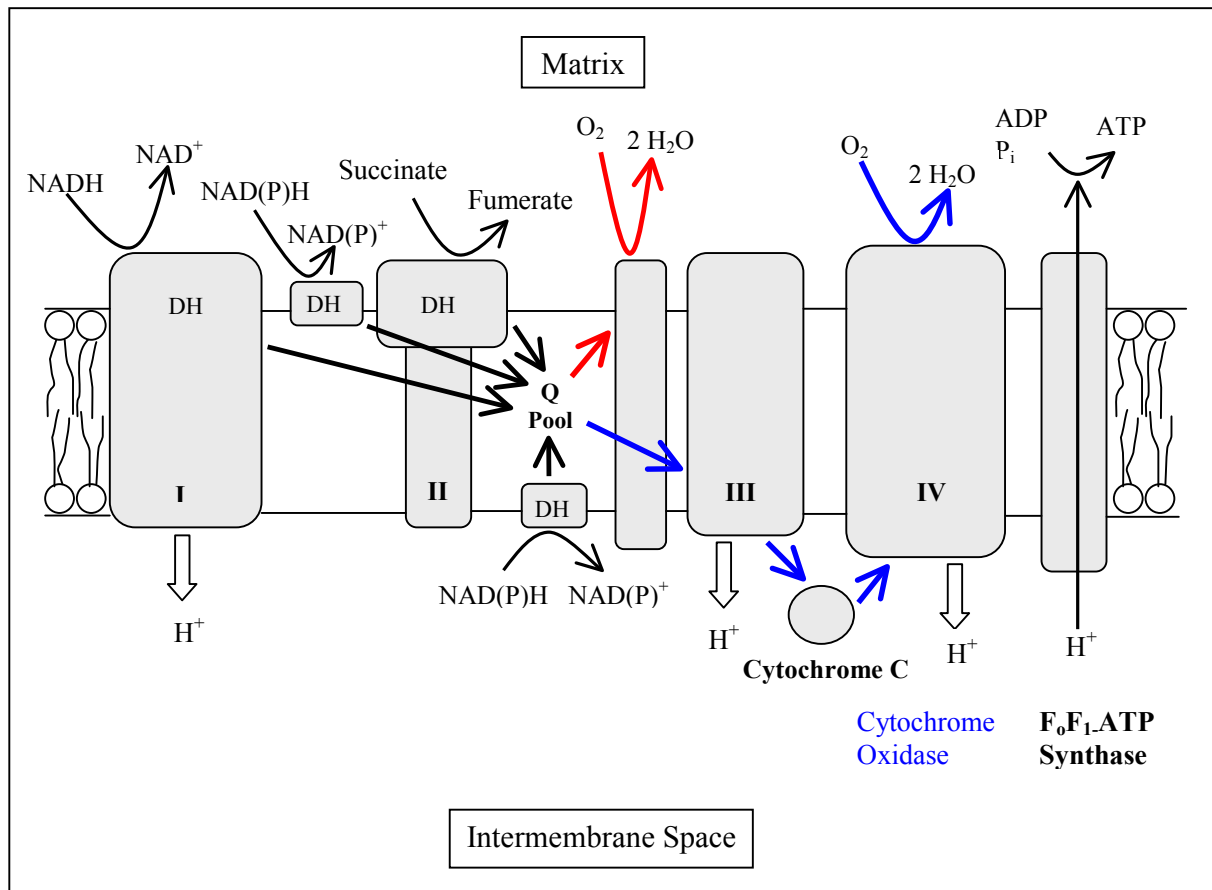 Matrix
O₂
2 H₂O
ADP
Pᵢ
ATP
NADH
NAD⁺
NAD(P)H
NAD(P)⁺
Succinate
Fumerate
O₂
2 H₂O
DH
DH
DH
Q
Pool
I
II
III
IV
DH
NAD(P)H
NAD(P)⁺
H⁺
H⁺
H⁺
H⁺
Cytochrome C
Cytochrome
Oxidase
FₒF₁-ATP
Synthase
Intermembrane Space